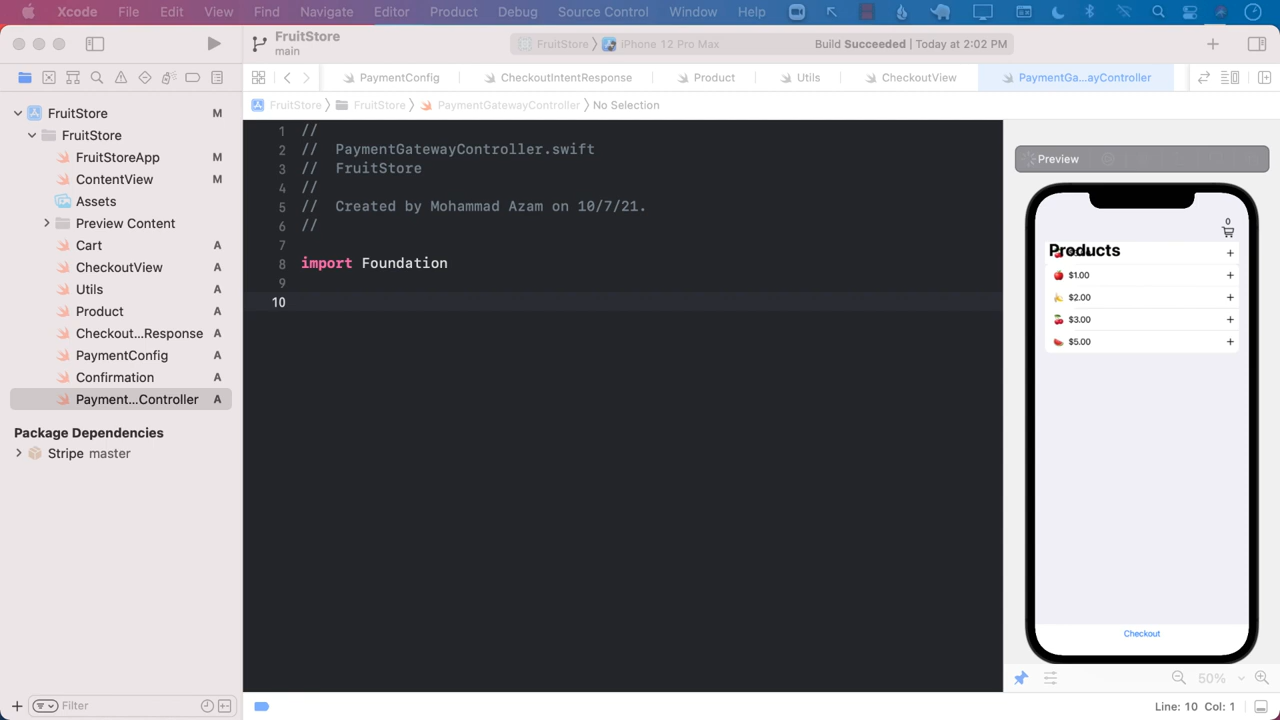 Xcode File Edit View Find Navigate Editor Product Debug Source Control Window Help
FruitStore
main
FruitStore iPhone 12 Pro Max
Build Succeeded | Today at 2:02 PM
PaymentConfig CheckoutIntentResponse Product Utils CheckoutView PaymentGa...ayController
FruitStore FruitStore PaymentGatewayController No Selection
FruitStore M
FruitStore
FruitStoreApp M
ContentView M
Assets
Preview Content
Cart A
CheckoutView A
Utils A
Product A
Checkout...Response A
PaymentConfig A
Confirmation A
Payment...Controller A
Package Dependencies
Stripe master
Filter
1 //
2 // PaymentGatewayController.swift
3 // FruitStore
4 //
5 // Created by Mohammad Azam on 10/7/21.
6 //
7
8 import Foundation
9
10
Preview
0
Products
+
$1.00 +
$2.00 +
$3.00 +
$5.00 +
Checkout
50%
Line: 10 Col: 1